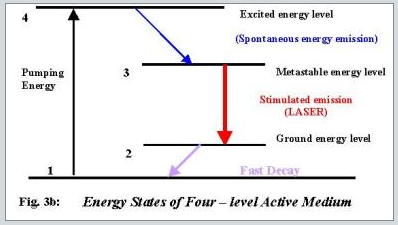 4
Excited energy level
(Spontaneous energy emission)
Pumping
Energy
3
Metastable energy level
Stimulated emission
(LASER)
Ground energy level
2
1
Fast Decay
Fig. 3b: Energy States of Four – level Active Medium